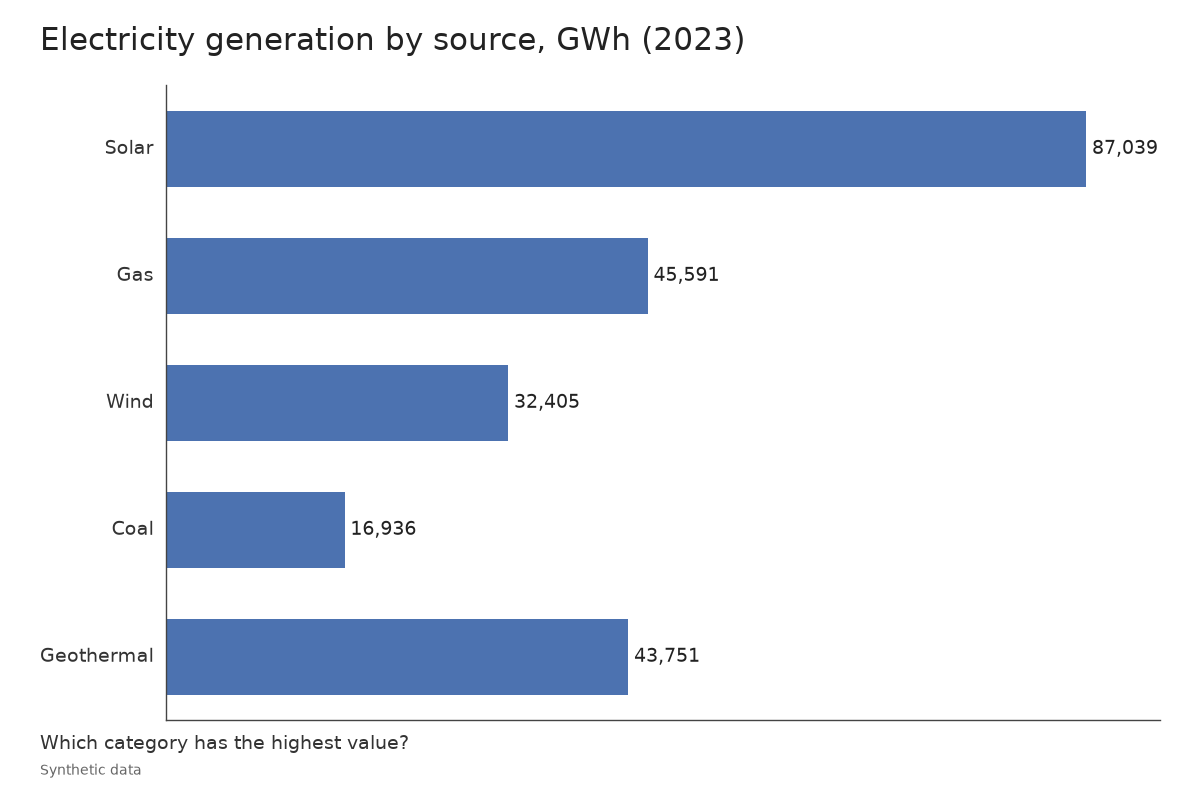 Electricity generation by source, GWh (2023)
Solar 87,039
Gas 45,591
Wind 32,405
Coal 16,936
Geothermal 43,751
Which category has the highest value?
Synthetic data